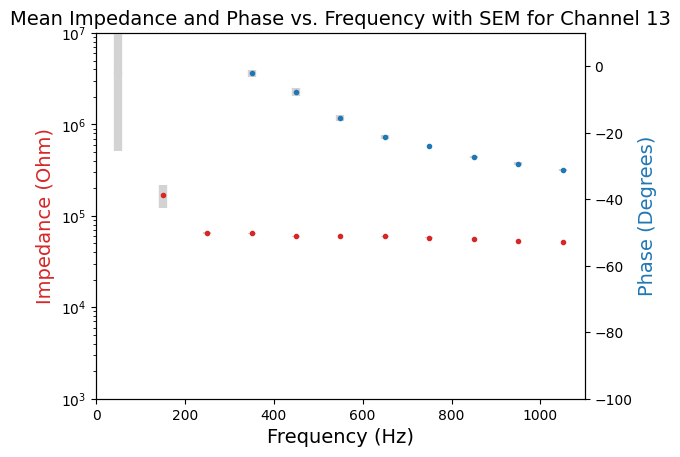 Mean Impedance and Phase vs. Frequency with SEM for Channel 13
10^7
10^6
10^5
10^4
10^3
Impedance (Ohm)
0
−20
−40
−60
−80
−100
Phase (Degrees)
0 200 400 600 800 1000
Frequency (Hz)